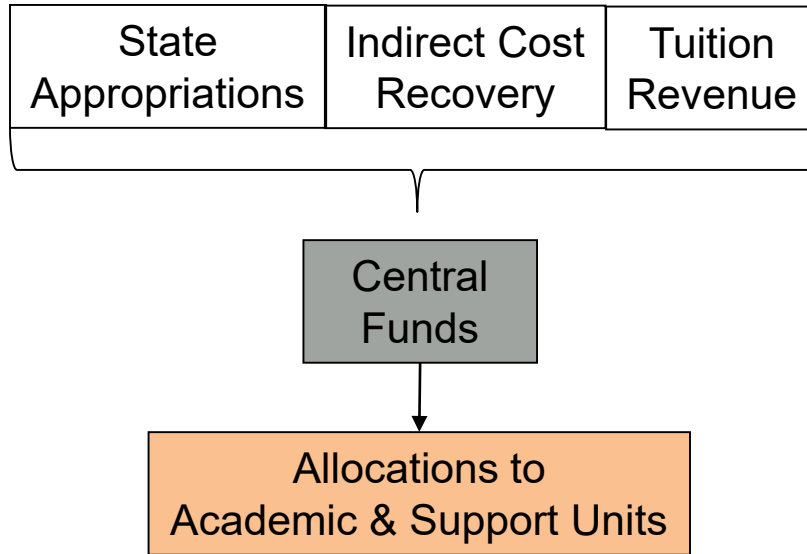 State
Appropriations
Indirect Cost
Recovery
Tuition
Revenue
Central
Funds
Allocations to
Academic & Support Units